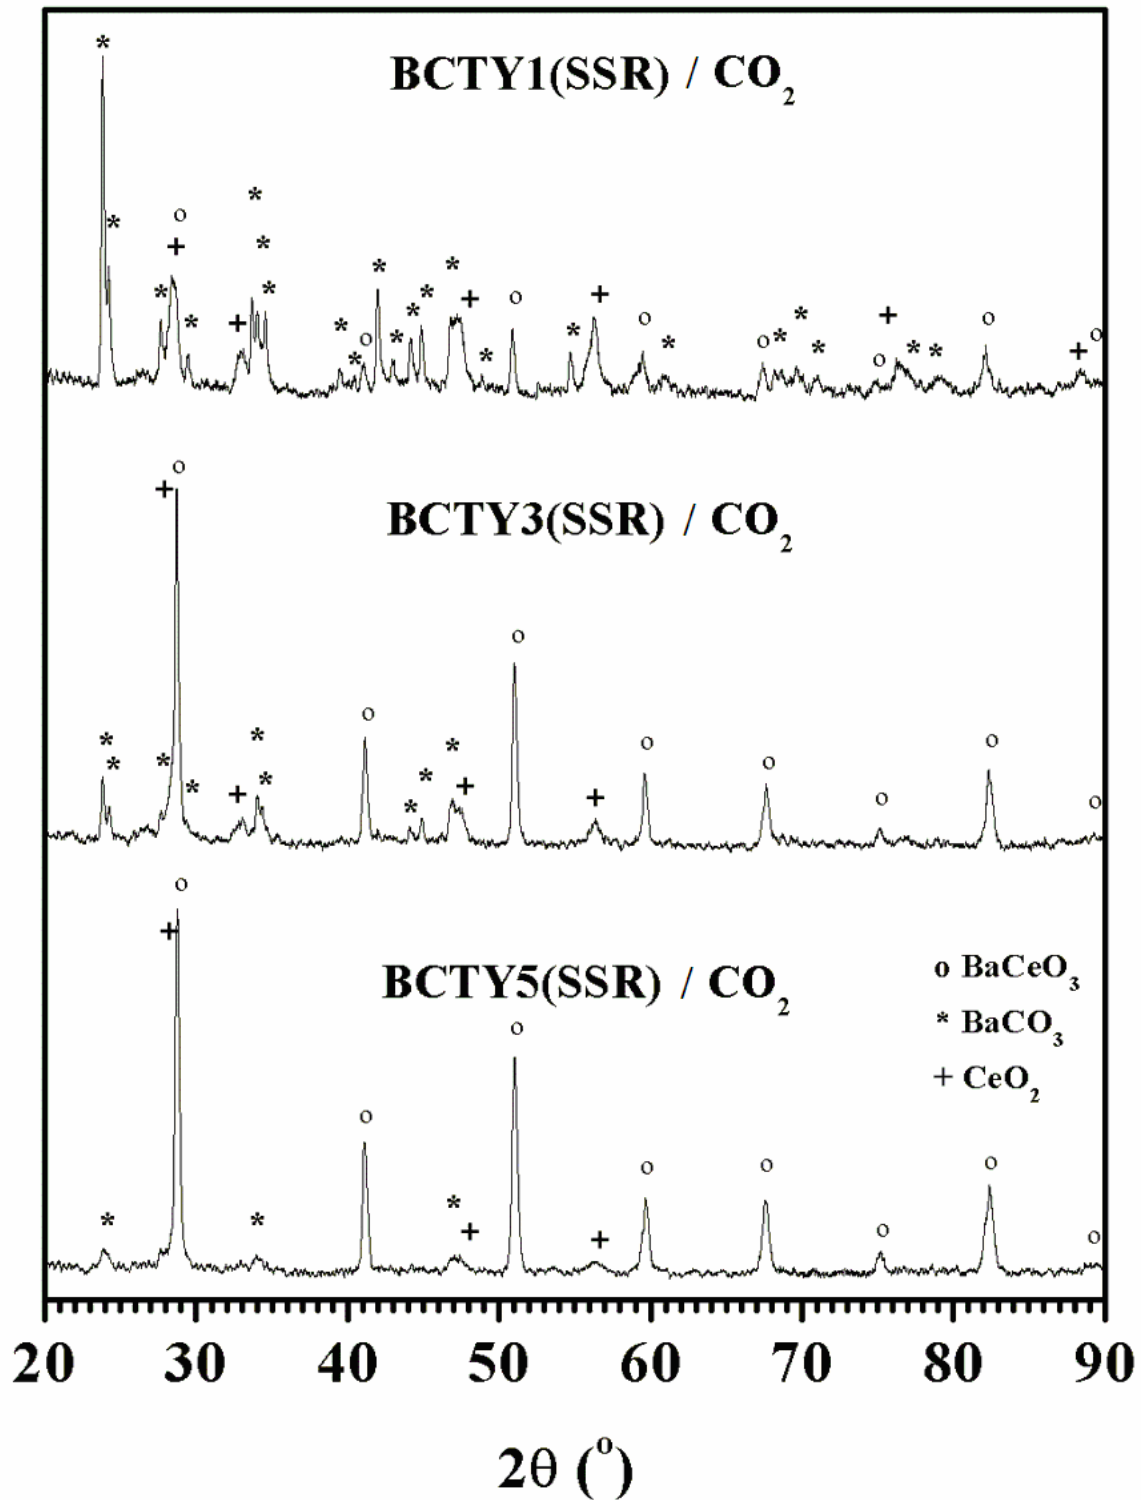 BCTY1(SSR) / CO₂
BCTY3(SSR) / CO₂
BCTY5(SSR) / CO₂
o BaCeO₃
* BaCO₃
+ CeO₂
20 30 40 50 60 70 80 90
2θ (°)